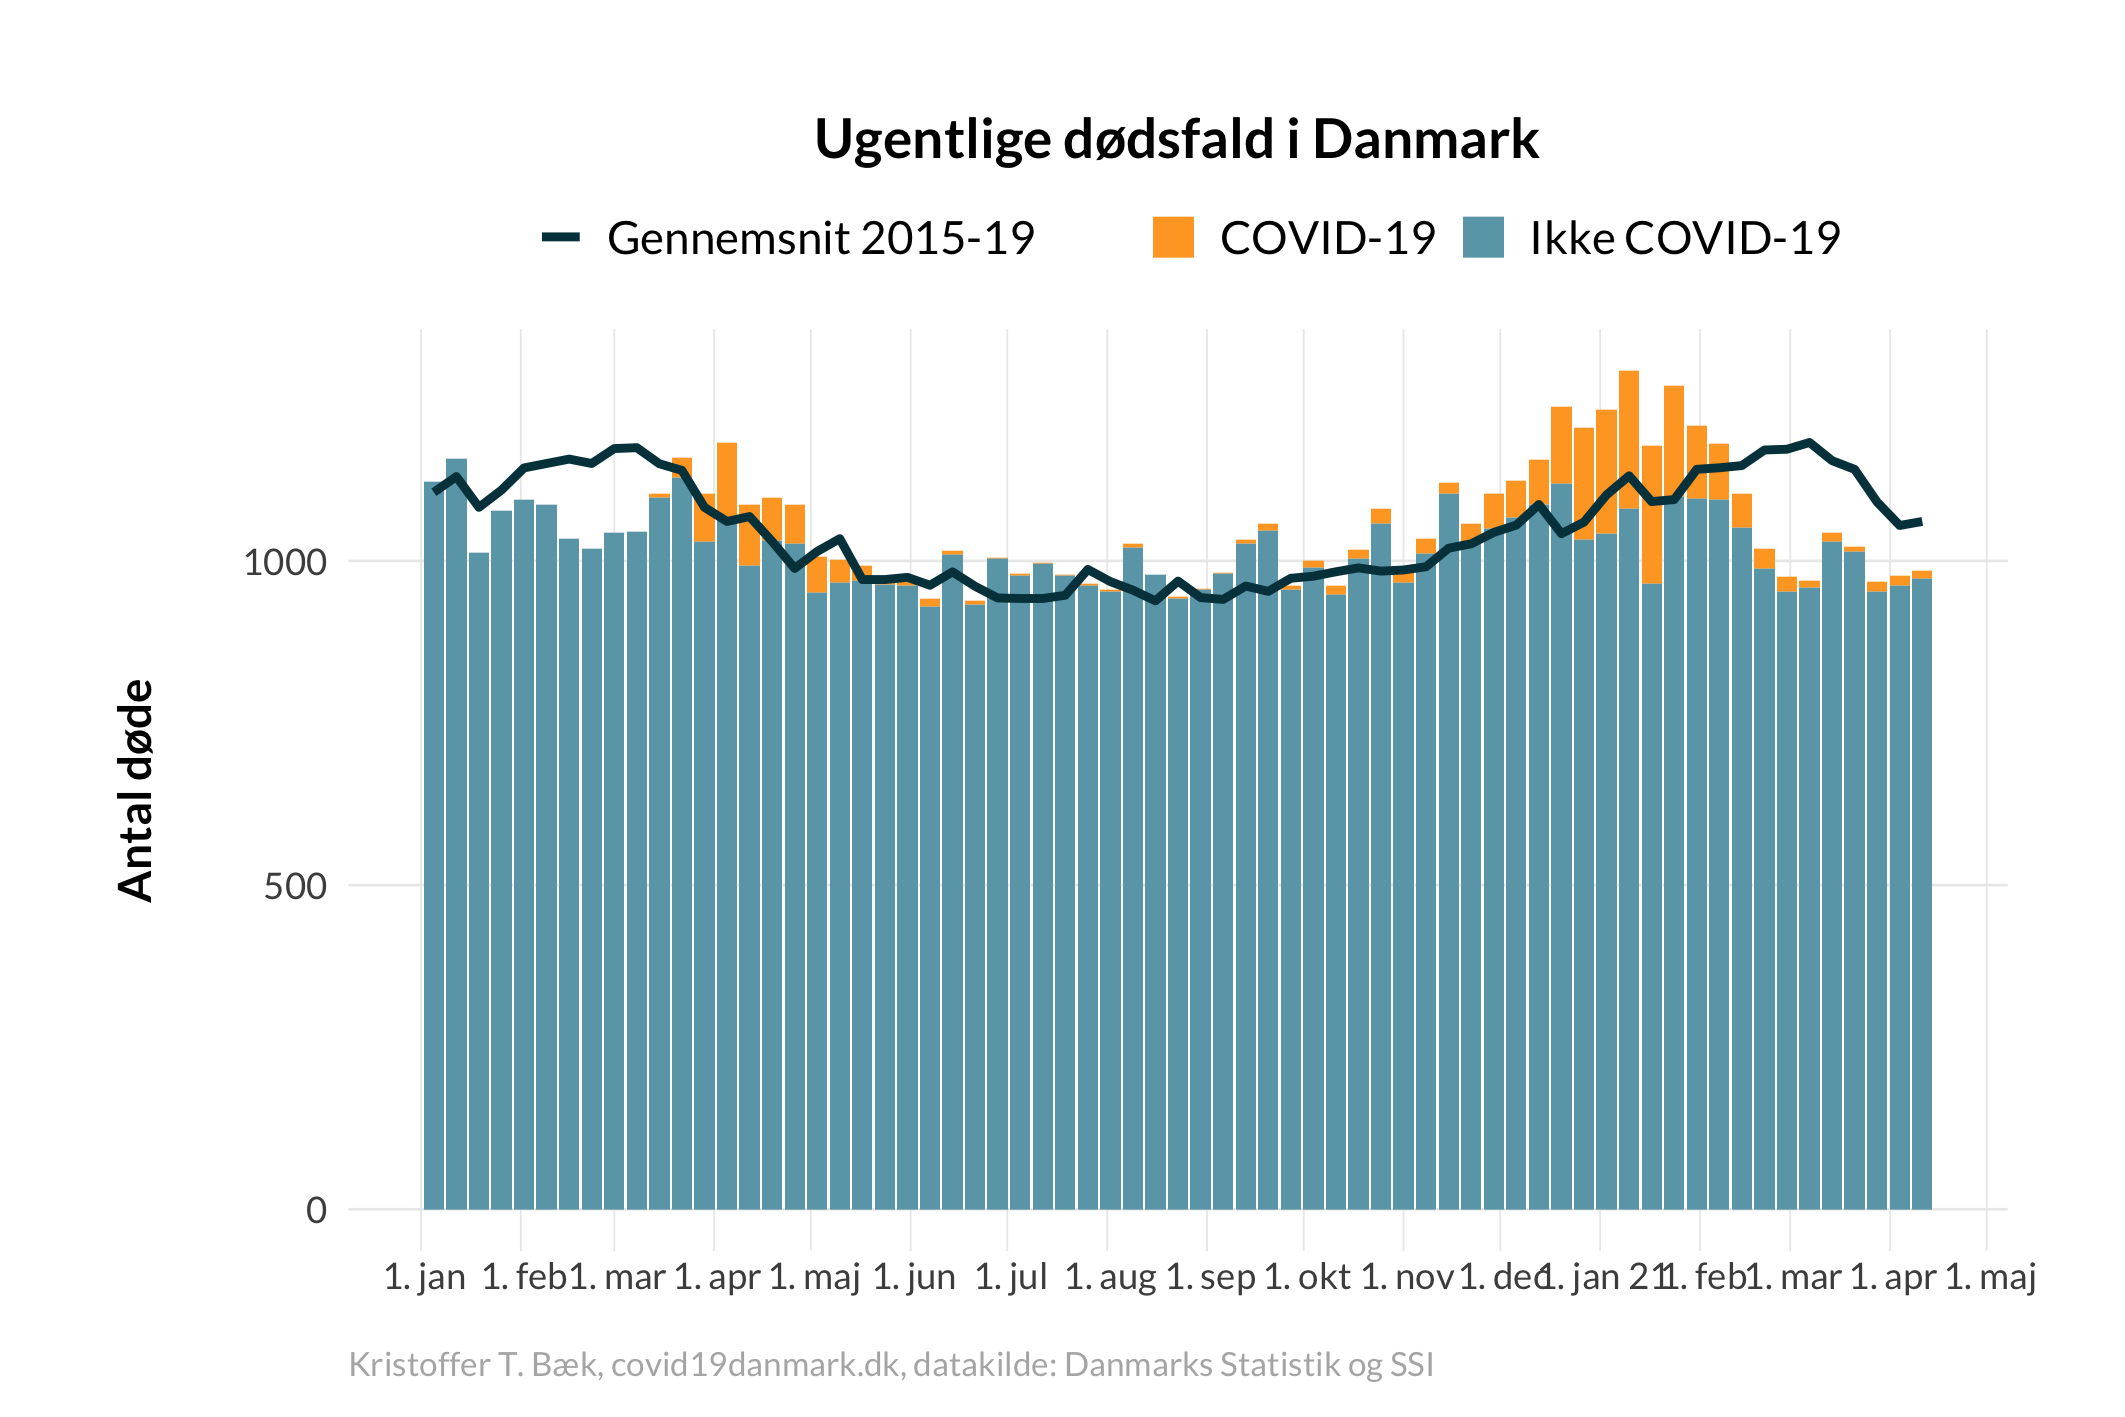 Ugentlige dødsfald i Danmark
Gennemsnit 2015-19 COVID-19 Ikke COVID-19
Antal døde
1000
500
0
1. jan 1. feb 1. mar 1. apr 1. maj 1. jun 1. jul 1. aug 1. sep 1. okt 1. nov 1. dec 1. jan 21 1. feb 1. mar 1. apr 1. maj
Kristoffer T. Bæk, covid19danmark.dk, datakilde: Danmarks Statistik og SSI